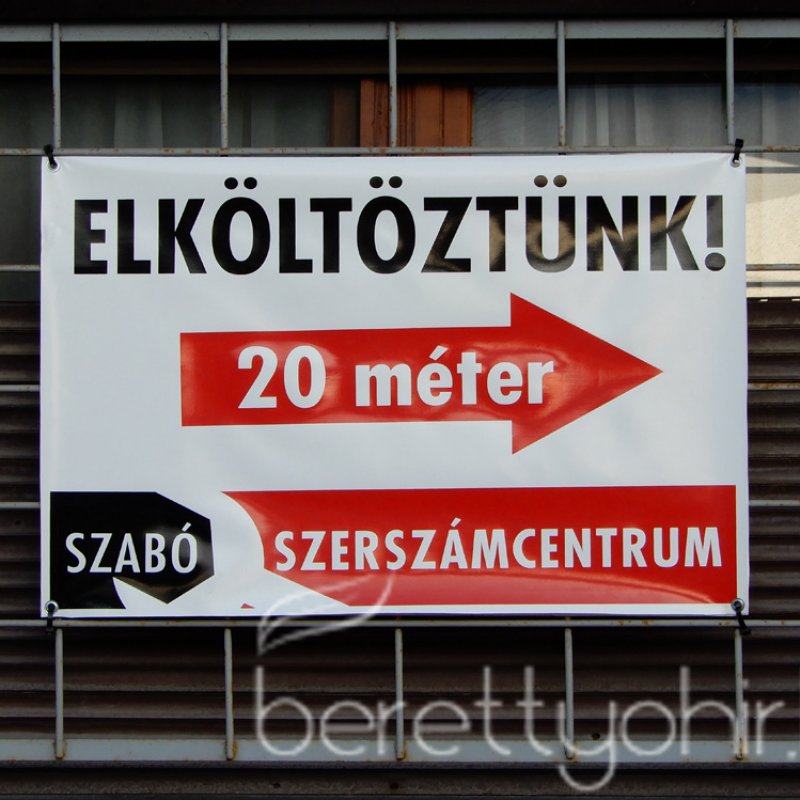 ELKÖLTÖZTÜNK!
20 méter
SZABÓ SZERSZÁMCENTRUM
berettyohir.